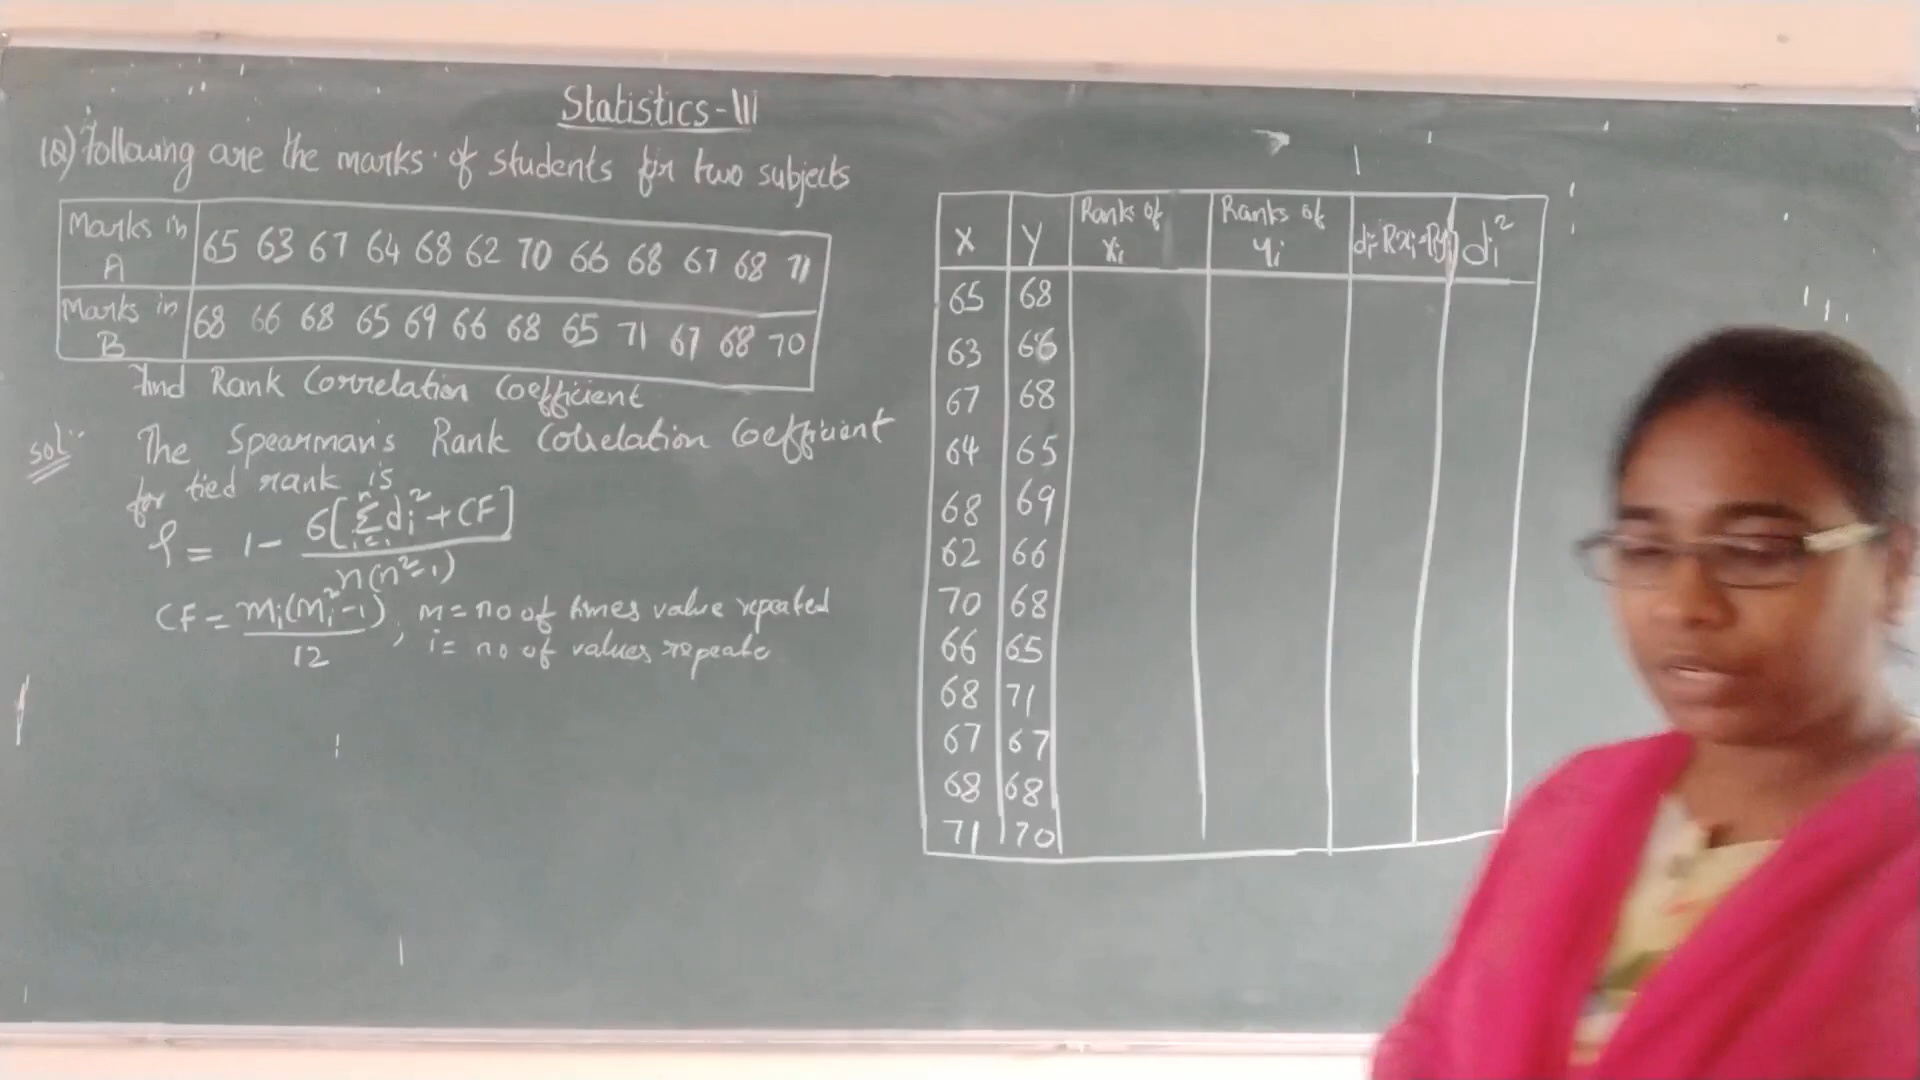 Statistics-III
1Q) Following are the marks of students for two subjects
Marks in A 65 63 67 64 68 62 70 66 68 67 68 71
Marks in B 68 66 68 65 69 66 68 65 71 67 68 70
Find Rank Correlation Coefficient
Sol:- The Spearman's Rank Correlation Coefficient
for tied rank is
ρ = 1 - 6[Σ_{i=1}^{n} di² + CF] / n(n²-1)
CF = mi(mi²-1) / 12 ; m = no of times value repeated
i = no of values repeate
X Y Ranks of xi Ranks of yi di=Rxi-Ryi di²
65 68
63 66
67 68
64 65
68 69
62 66
70 68
66 65
68 71
67 67
68 68
71 70